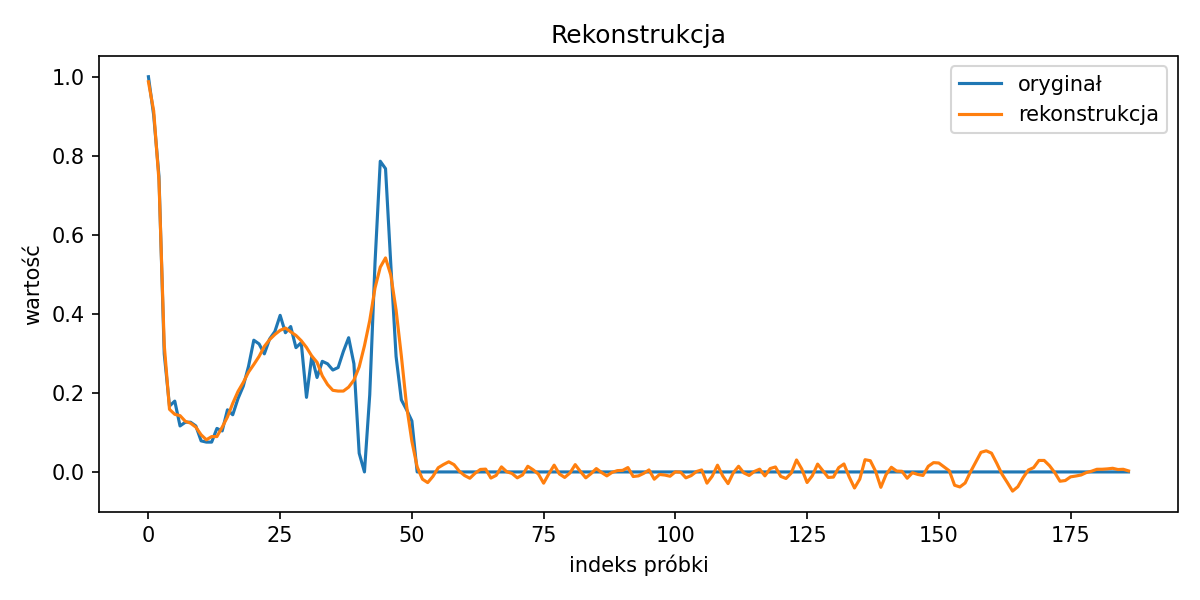 Rekonstrukcja
oryginał
rekonstrukcja
1.0
0.8
0.6
0.4
0.2
0.0
wartość
0 25 50 75 100 125 150 175
indeks próbki